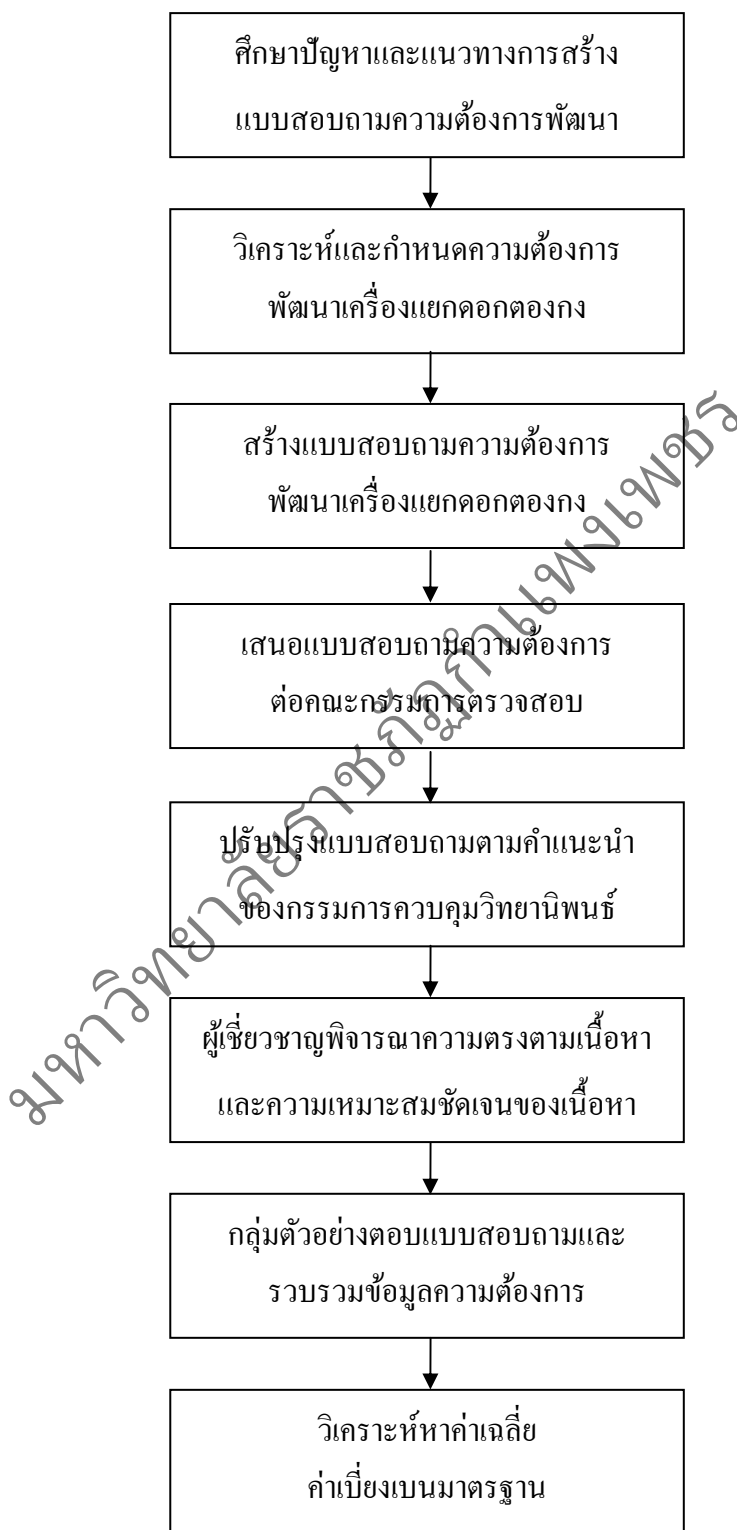 ศึกษาปัญหาและแนวทางการสร้าง
แบบสอบถามความต้องการพัฒนา
วิเคราะห์และกำหนดความต้องการ
พัฒนาเครื่องแยกดอกตองกง
สร้างแบบสอบถามความต้องการ
พัฒนาเครื่องแยกดอกตองกง
เสนอแบบสอบถามความต้องการ
ต่อคณะกรรมการตรวจสอบ
ปรับปรุงแบบสอบถามตามคำแนะนำ
ของกรรมการควบคุมวิทยานิพนธ์
ผู้เชี่ยวชาญพิจารณาความตรงตามเนื้อหา
และความเหมาะสมชัดเจนของเนื้อหา
กลุ่มตัวอย่างตอบแบบสอบถามและ
รวบรวมข้อมูลความต้องการ
วิเคราะห์หาค่าเฉลี่ย
ค่าเบี่ยงเบนมาตรฐาน
มหาวิทยาลัยราชภัฏกำแพงเพชร